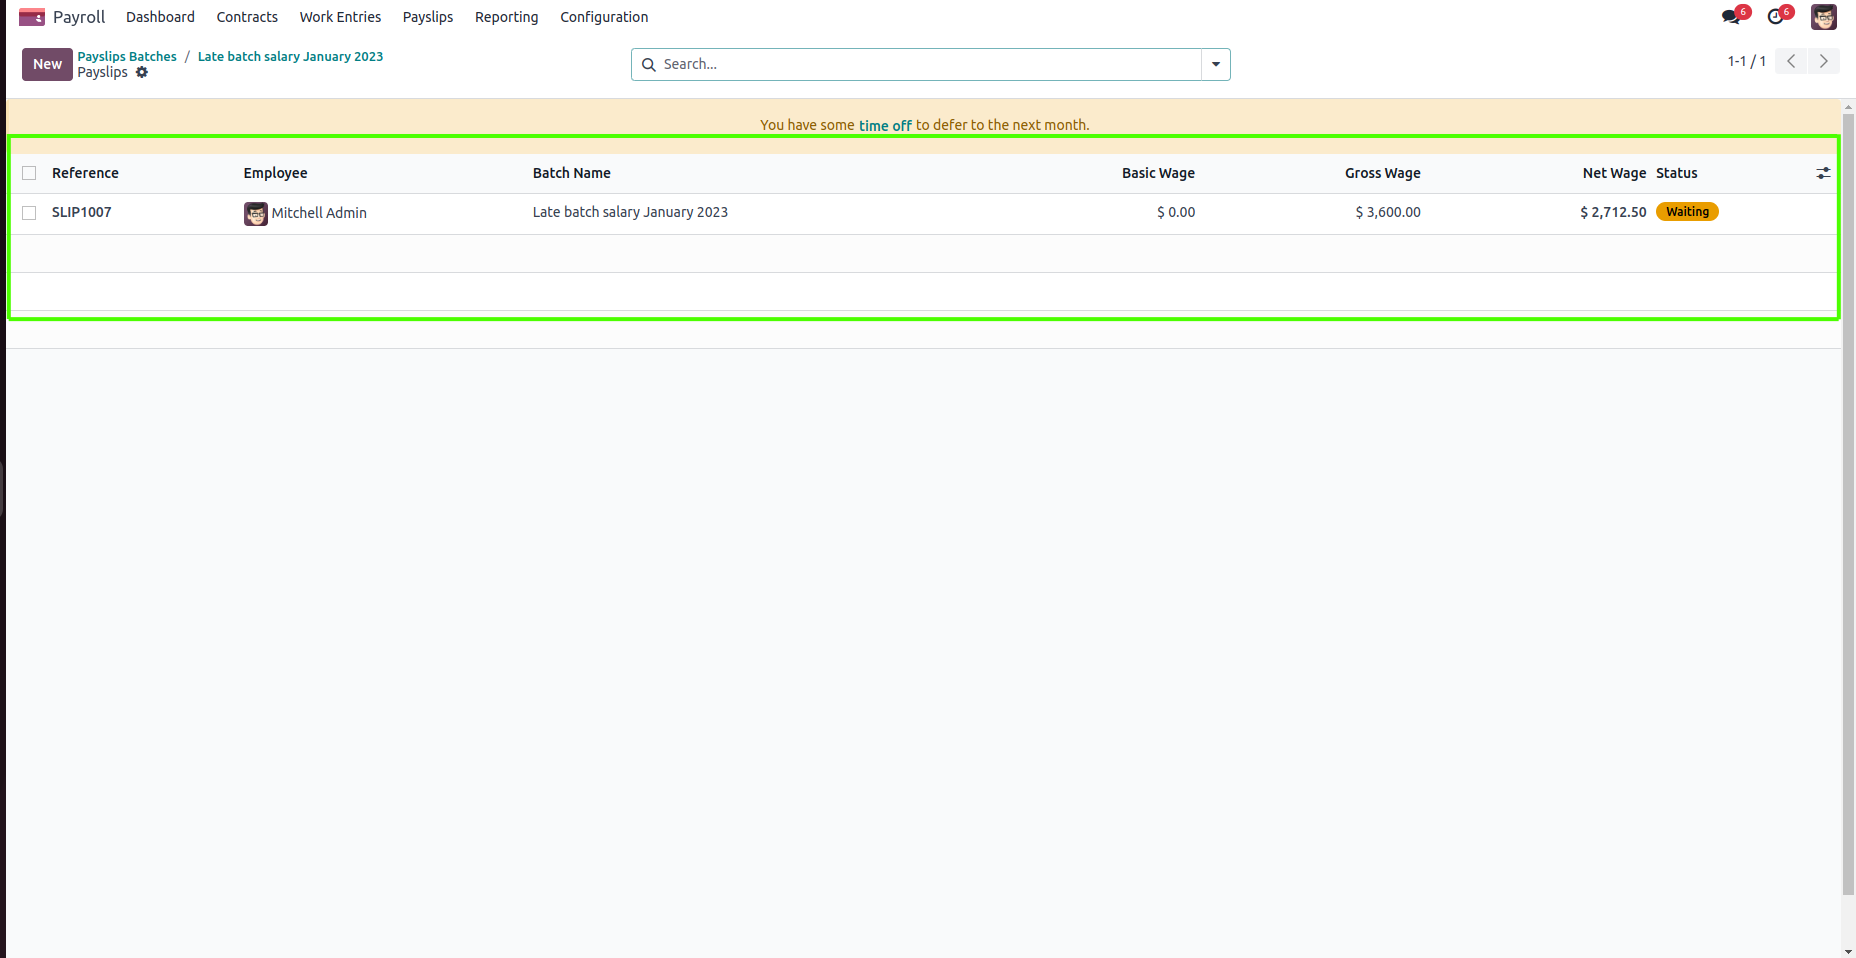 Payroll Dashboard Contracts Work Entries Payslips Reporting Configuration 6 6
New Payslips Batches / Late batch salary January 2023
Payslips
Search...
1-1 / 1
You have some time off to defer to the next month.
Reference Employee Batch Name Basic Wage Gross Wage Net Wage Status
SLIP1007 Mitchell Admin Late batch salary January 2023 $ 0.00 $ 3,600.00 $ 2,712.50 Waiting